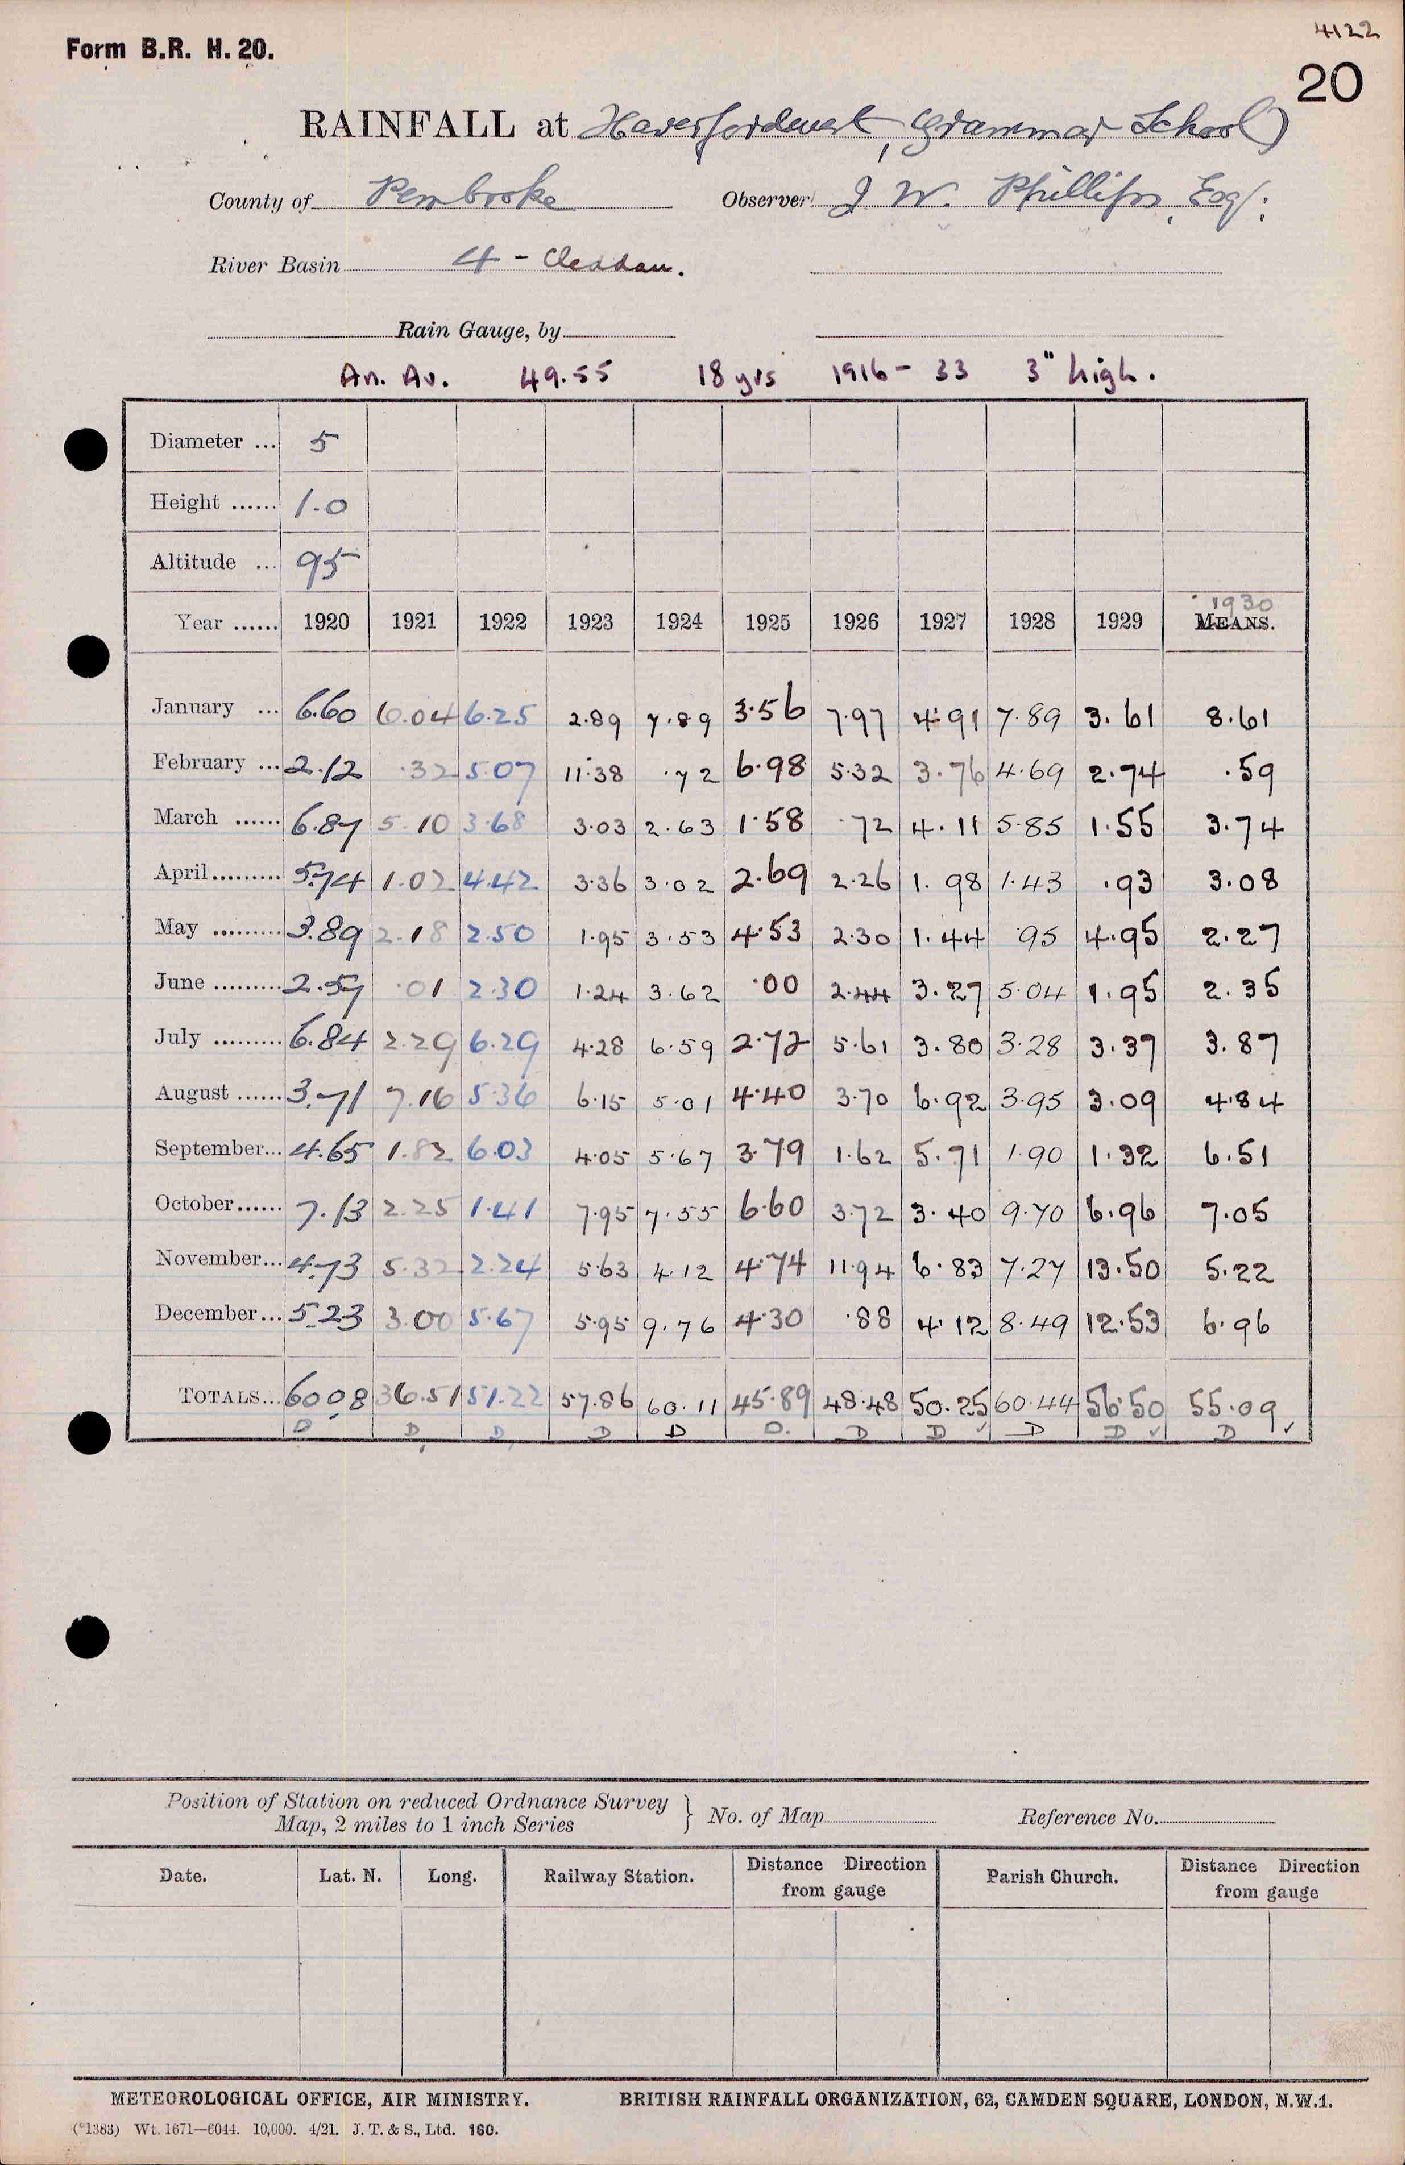 4122
Form B.R. H. 20.
20
RAINFALL at Haverfordwest, (Grammar School)
County of Pembroke Observer J. W. Phillips, Esq.
River Basin 4 - Cleddau.
Rain Gauge, by
An. Av. 49.55 18 yrs 1916 - 33 3" high.
Diameter ... 5
Height ...... 1.0
Altitude ... 95
1930
Year ...... 1920 1921 1922 1923 1924 1925 1926 1927 1928 1929 MEANS.
January ... 6.60 6.04 6.25 2.89 7.89 3.56 7.97 4.91 7.89 3.61 8.61
February ... 2.12 .32 5.07 11.38 .72 6.98 5.32 3.76 4.69 2.74 .59
March ...... 6.87 5.10 3.68 3.03 2.63 1.58 .72 4.11 5.85 1.55 3.74
April......... 5.74 1.02 4.42 3.36 3.02 2.69 2.26 1.98 1.43 .93 3.08
May ......... 3.89 2.18 2.50 1.95 3.53 4.53 2.30 1.44 .95 4.95 2.27
June ......... 2.57 .01 2.30 1.24 3.62 .00 2.44 3.27 5.04 1.95 2.35
July ......... 6.84 2.29 6.29 4.28 6.59 2.72 5.61 3.80 3.28 3.37 3.87
August ...... 3.71 7.16 5.36 6.15 5.01 4.40 3.70 6.92 3.95 3.09 4.84
September... 4.65 1.82 6.03 4.05 5.67 3.79 1.62 5.71 1.90 1.32 6.51
October...... 7.13 2.25 1.41 7.95 7.55 6.60 3.72 3.40 9.70 6.96 7.05
November... 4.73 5.32 2.24 5.63 4.12 4.74 11.94 6.83 7.27 13.50 5.22
December... 5.23 3.00 5.67 5.95 9.76 4.30 .88 4.12 8.49 12.53 6.96
TOTALS... 60.08 36.51 51.22 57.86 60.11 45.89 48.48 50.25 60.44 56.50 55.09
D D D D D D. D D ✓ D D ✓ D ✓
Position of Station on reduced Ordnance Survey
Map, 2 miles to 1 inch Series } No. of Map Reference No.
Date. Lat. N. Long. Railway Station. Distance Direction from gauge Parish Church. Distance Direction from gauge
METEOROLOGICAL OFFICE, AIR MINISTRY. BRITISH RAINFALL ORGANIZATION, 62, CAMDEN SQUARE, LONDON, N.W.1.
(*1383) Wt. 1671—6044. 10,000. 4/21. J. T. & S., Ltd. 160.